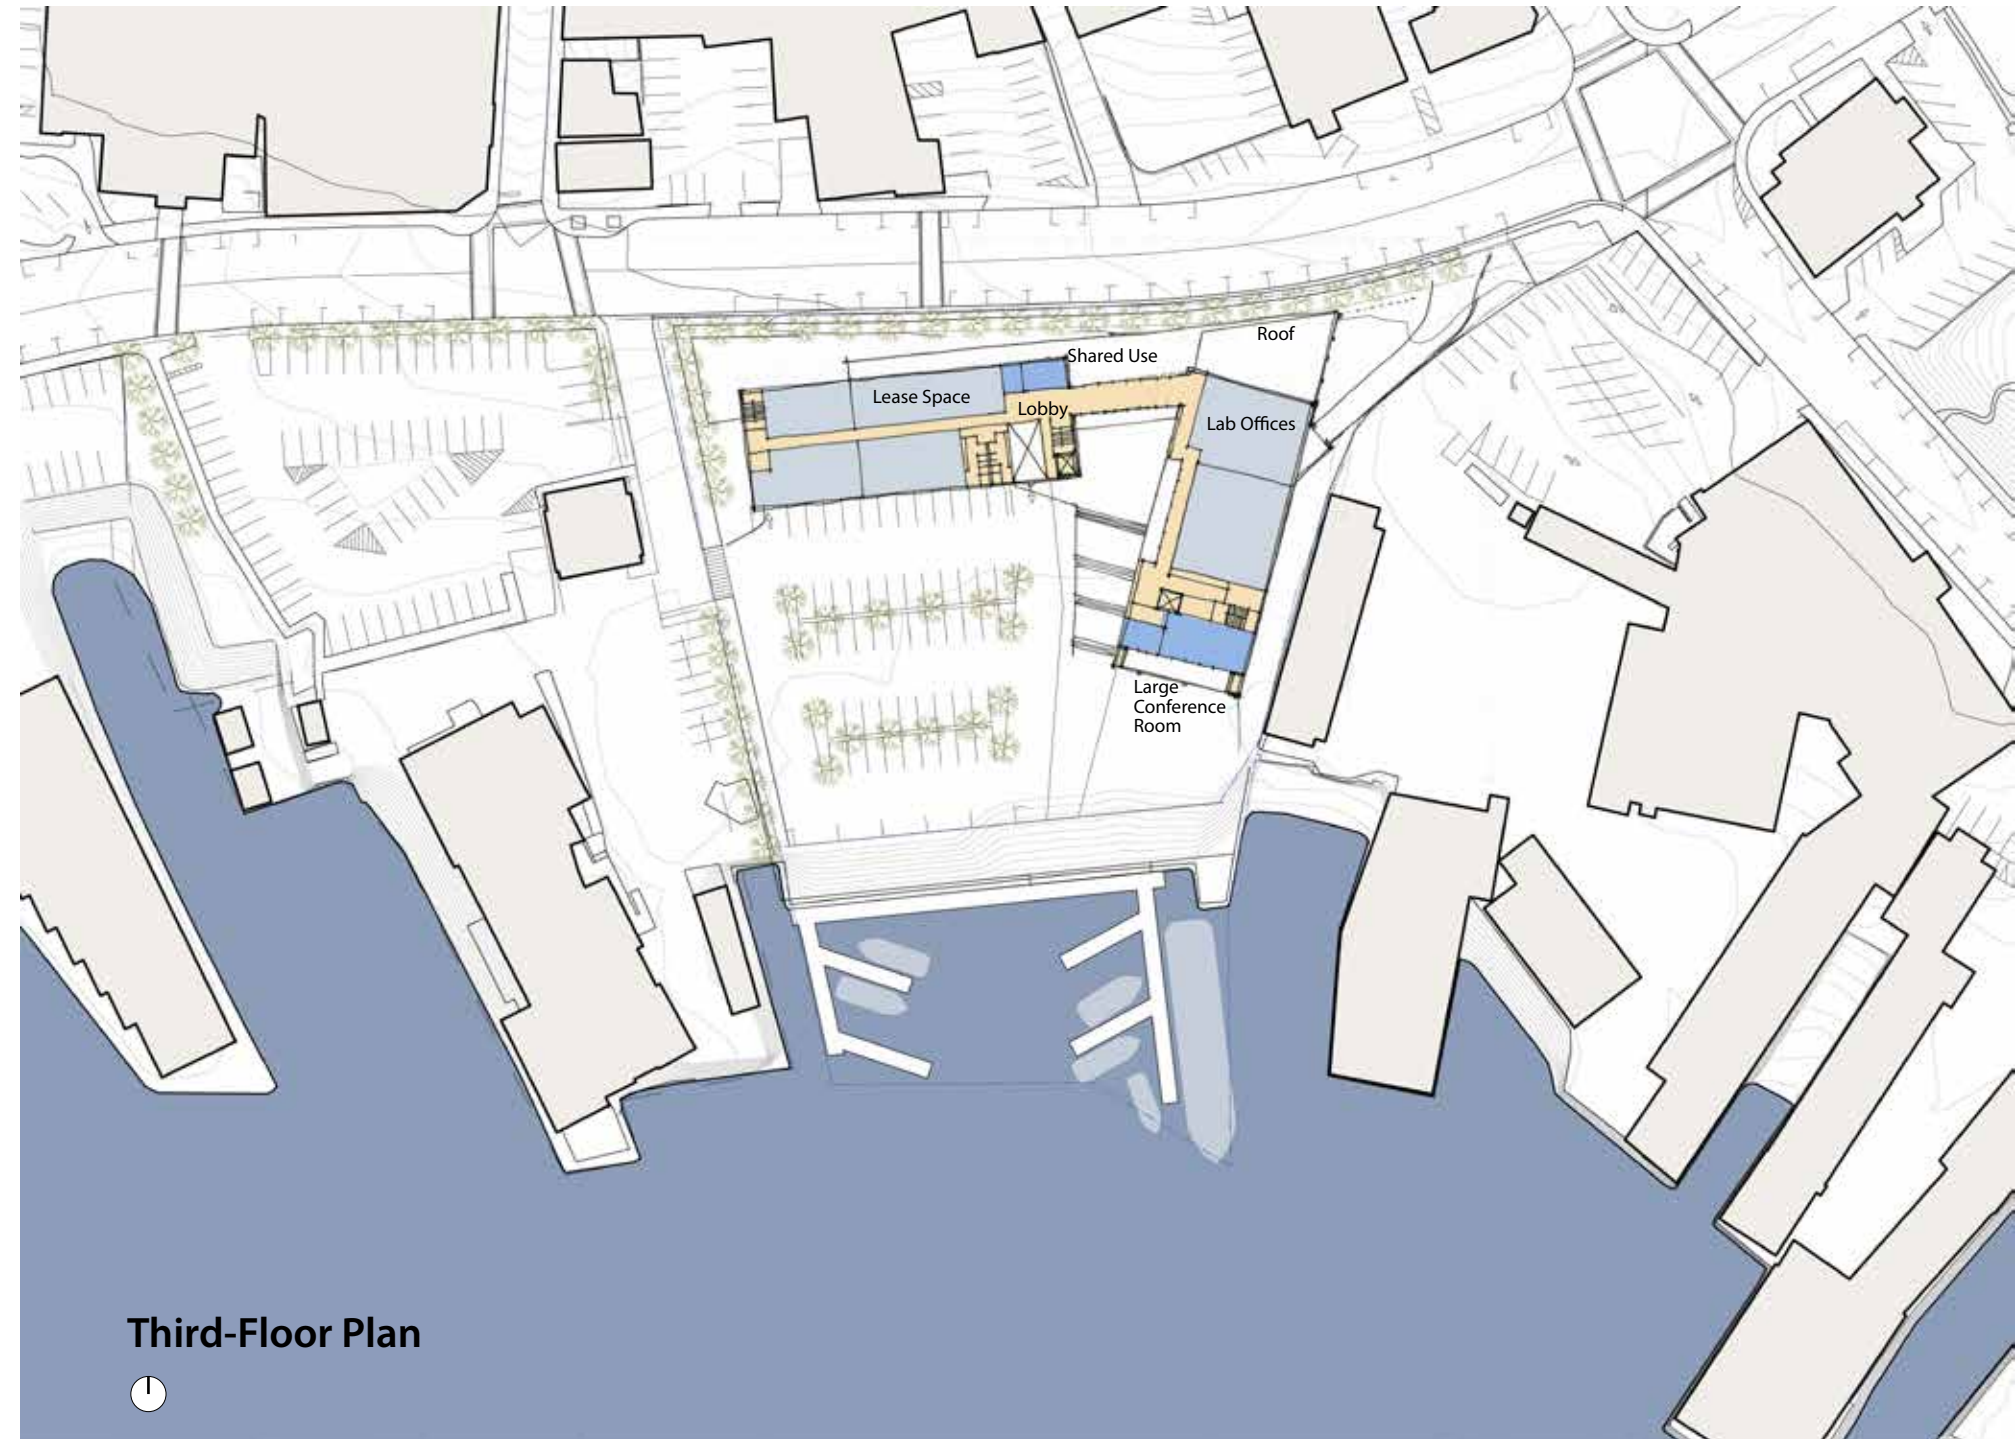 Roof
Shared Use
Lease Space
Lobby
Lab Offices
Large
Conference
Room
Third-Floor Plan